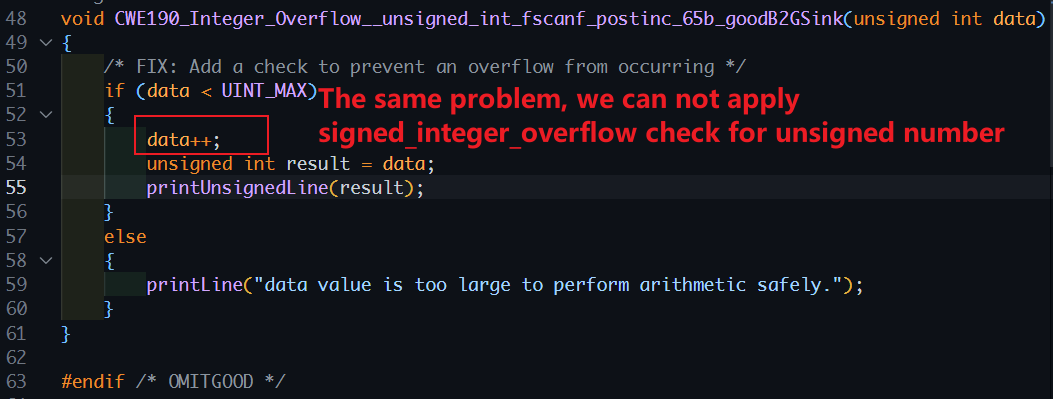 48 void CWE190_Integer_Overflow__unsigned_int_fscanf_postinc_65b_goodB2GSink(unsigned int data)
49 {
50 /* FIX: Add a check to prevent an overflow from occurring */
51 if (data < UINT_MAX)
The same problem, we can not apply
52 {
signed_integer_overflow check for unsigned number
53 data++;
54 unsigned int result = data;
55 printUnsignedLine(result);
56 }
57 else
58 {
59 printLine("data value is too large to perform arithmetic safely.");
60 }
61 }
62
63 #endif /* OMITGOOD */